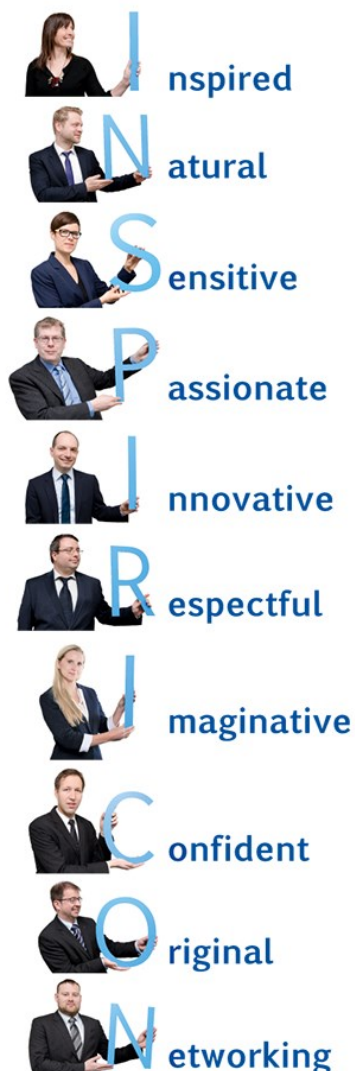 Inspired
Natural
Sensitive
Passionate
Innovative
Respectful
Imaginative
Confident
Original
Networking